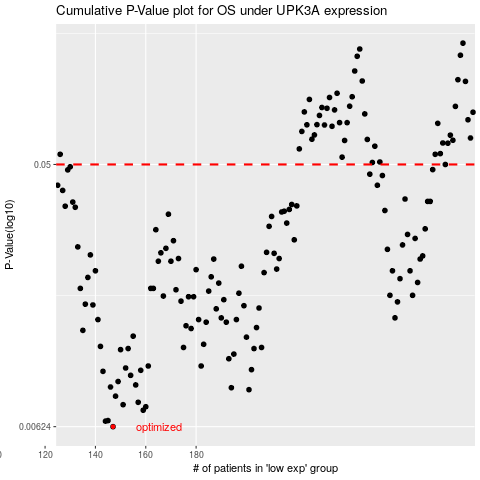 Cumulative P-Value plot for OS under UPK3A expression
0.05
P-Value(log10)
0.00624
optimized
0 120 140 160 180
# of patients in 'low exp' group